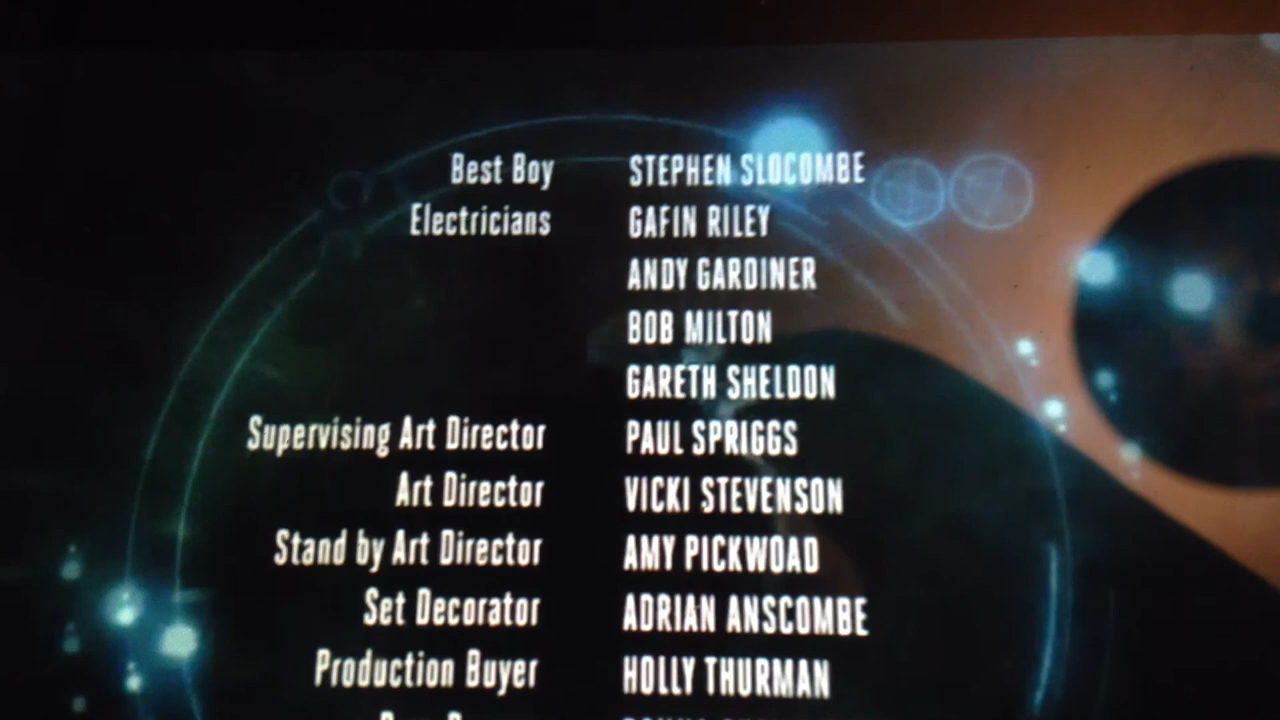 Best Boy STEPHEN SLOCOMBE
Electricians GAFIN RILEY
ANDY GARDINER
BOB MILTON
GARETH SHELDON
Supervising Art Director PAUL SPRIGGS
Art Director VICKI STEVENSON
Stand by Art Director AMY PICKWOAD
Set Decorator ADRIAN ANSCOMBE
Production Buyer HOLLY THURMAN